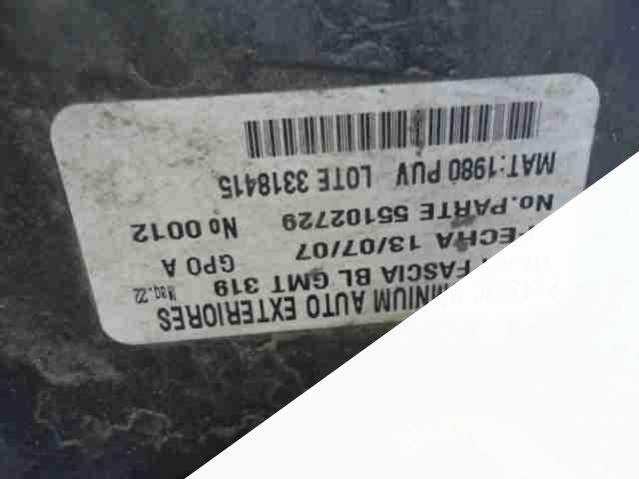 MINIUM AUTO EXTERIORES
FASCIA BL GMT 319
FECHA 13/07/07 GPO A
No.PARTE 55102729 No 0012
MAT:1980 PUV LOTE 3318415